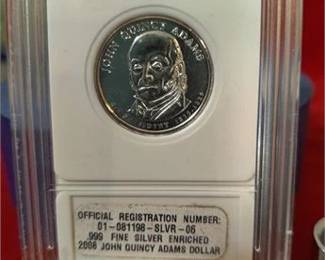 JOHN QUINCY ADAMS
OFFICIAL REGISTRATION NUMBER:
01-081198-SLVR-06
.999 FINE SILVER ENRICHED
2008 JOHN QUINCY ADAMS DOLLAR